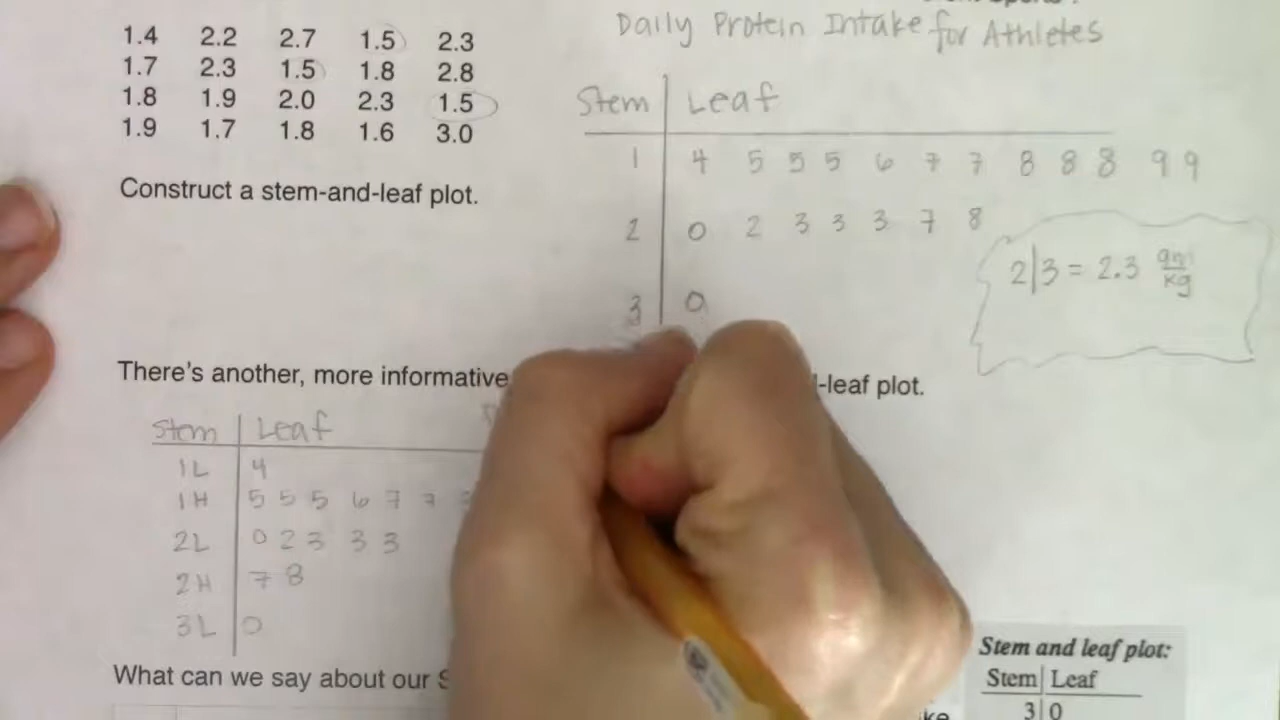 1.4 2.2 2.7 1.5 2.3
1.7 2.3 1.5 1.8 2.8
1.8 1.9 2.0 2.3 1.5
1.9 1.7 1.8 1.6 3.0
Construct a stem-and-leaf plot.
Daily Protein Intake for Athletes
Stem Leaf
1 4 5 5 5 6 7 7 8 8 8 9 9
2 0 2 3 3 3 7 8
3 0
2|3 = 2.3 gm/kg
There's another, more informative -leaf plot.
Stem Leaf
1L 4
1H 5 5 5 6 7 7
2L 0 2 3 3 3
2H 7 8
3L 0
What can we say about our
Stem and leaf plot:
Stem Leaf
3 0